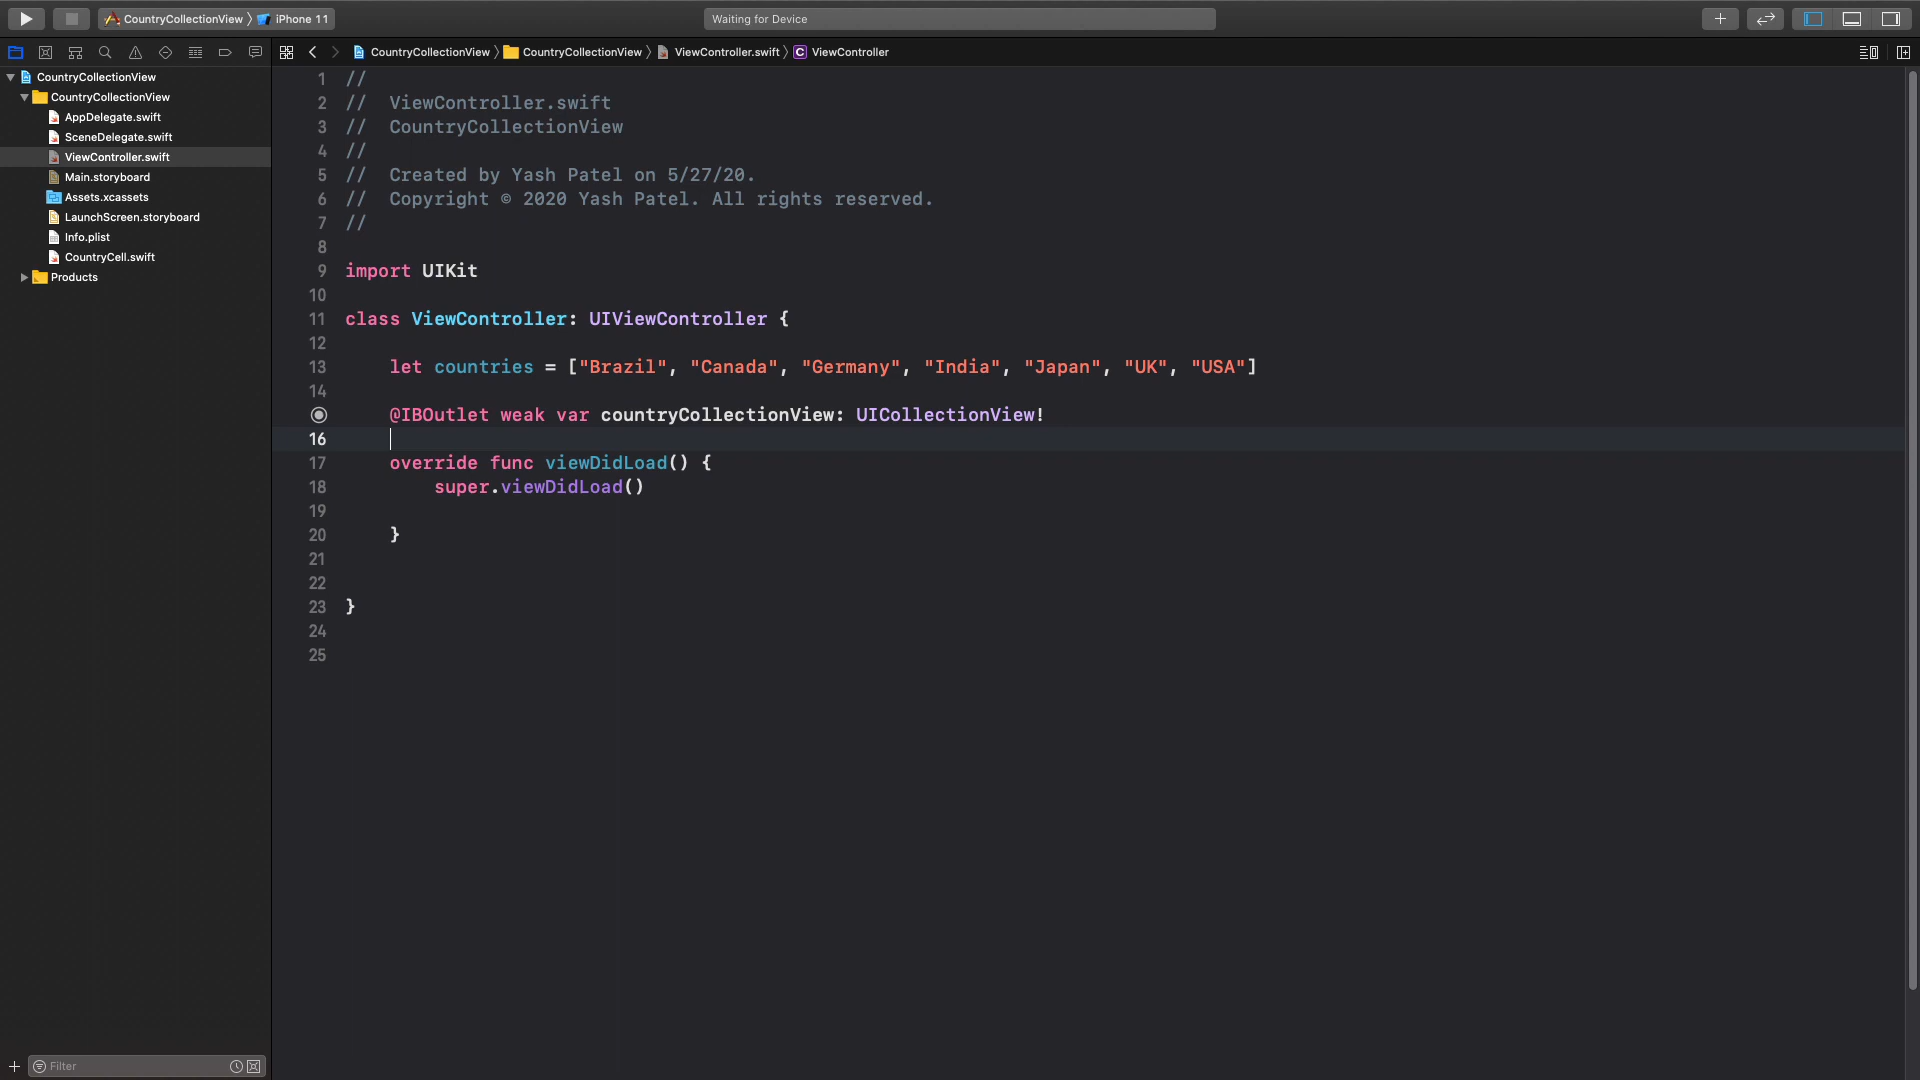 CountryCollectionView 〉 iPhone 11
Waiting for Device
CountryCollectionView 〉 CountryCollectionView 〉 ViewController.swift 〉 C ViewController
CountryCollectionView
CountryCollectionView
AppDelegate.swift
SceneDelegate.swift
ViewController.swift
Main.storyboard
Assets.xcassets
LaunchScreen.storyboard
Info.plist
CountryCell.swift
Products
Filter
1 //
2 //  ViewController.swift
3 //  CountryCollectionView
4 //
5 //  Created by Yash Patel on 5/27/20.
6 //  Copyright © 2020 Yash Patel. All rights reserved.
7 //
8
9 import UIKit
10
11 class ViewController: UIViewController {
12
13     let countries = ["Brazil", "Canada", "Germany", "India", "Japan", "UK", "USA"]
14
@IBOutlet weak var countryCollectionView: UICollectionView!
16
17     override func viewDidLoad() {
18         super.viewDidLoad()
19
20     }
21
22
23 }
24
25